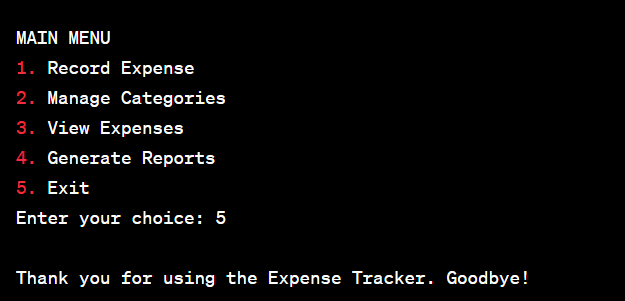 MAIN MENU
1. Record Expense
2. Manage Categories
3. View Expenses
4. Generate Reports
5. Exit
Enter your choice: 5
Thank you for using the Expense Tracker. Goodbye!